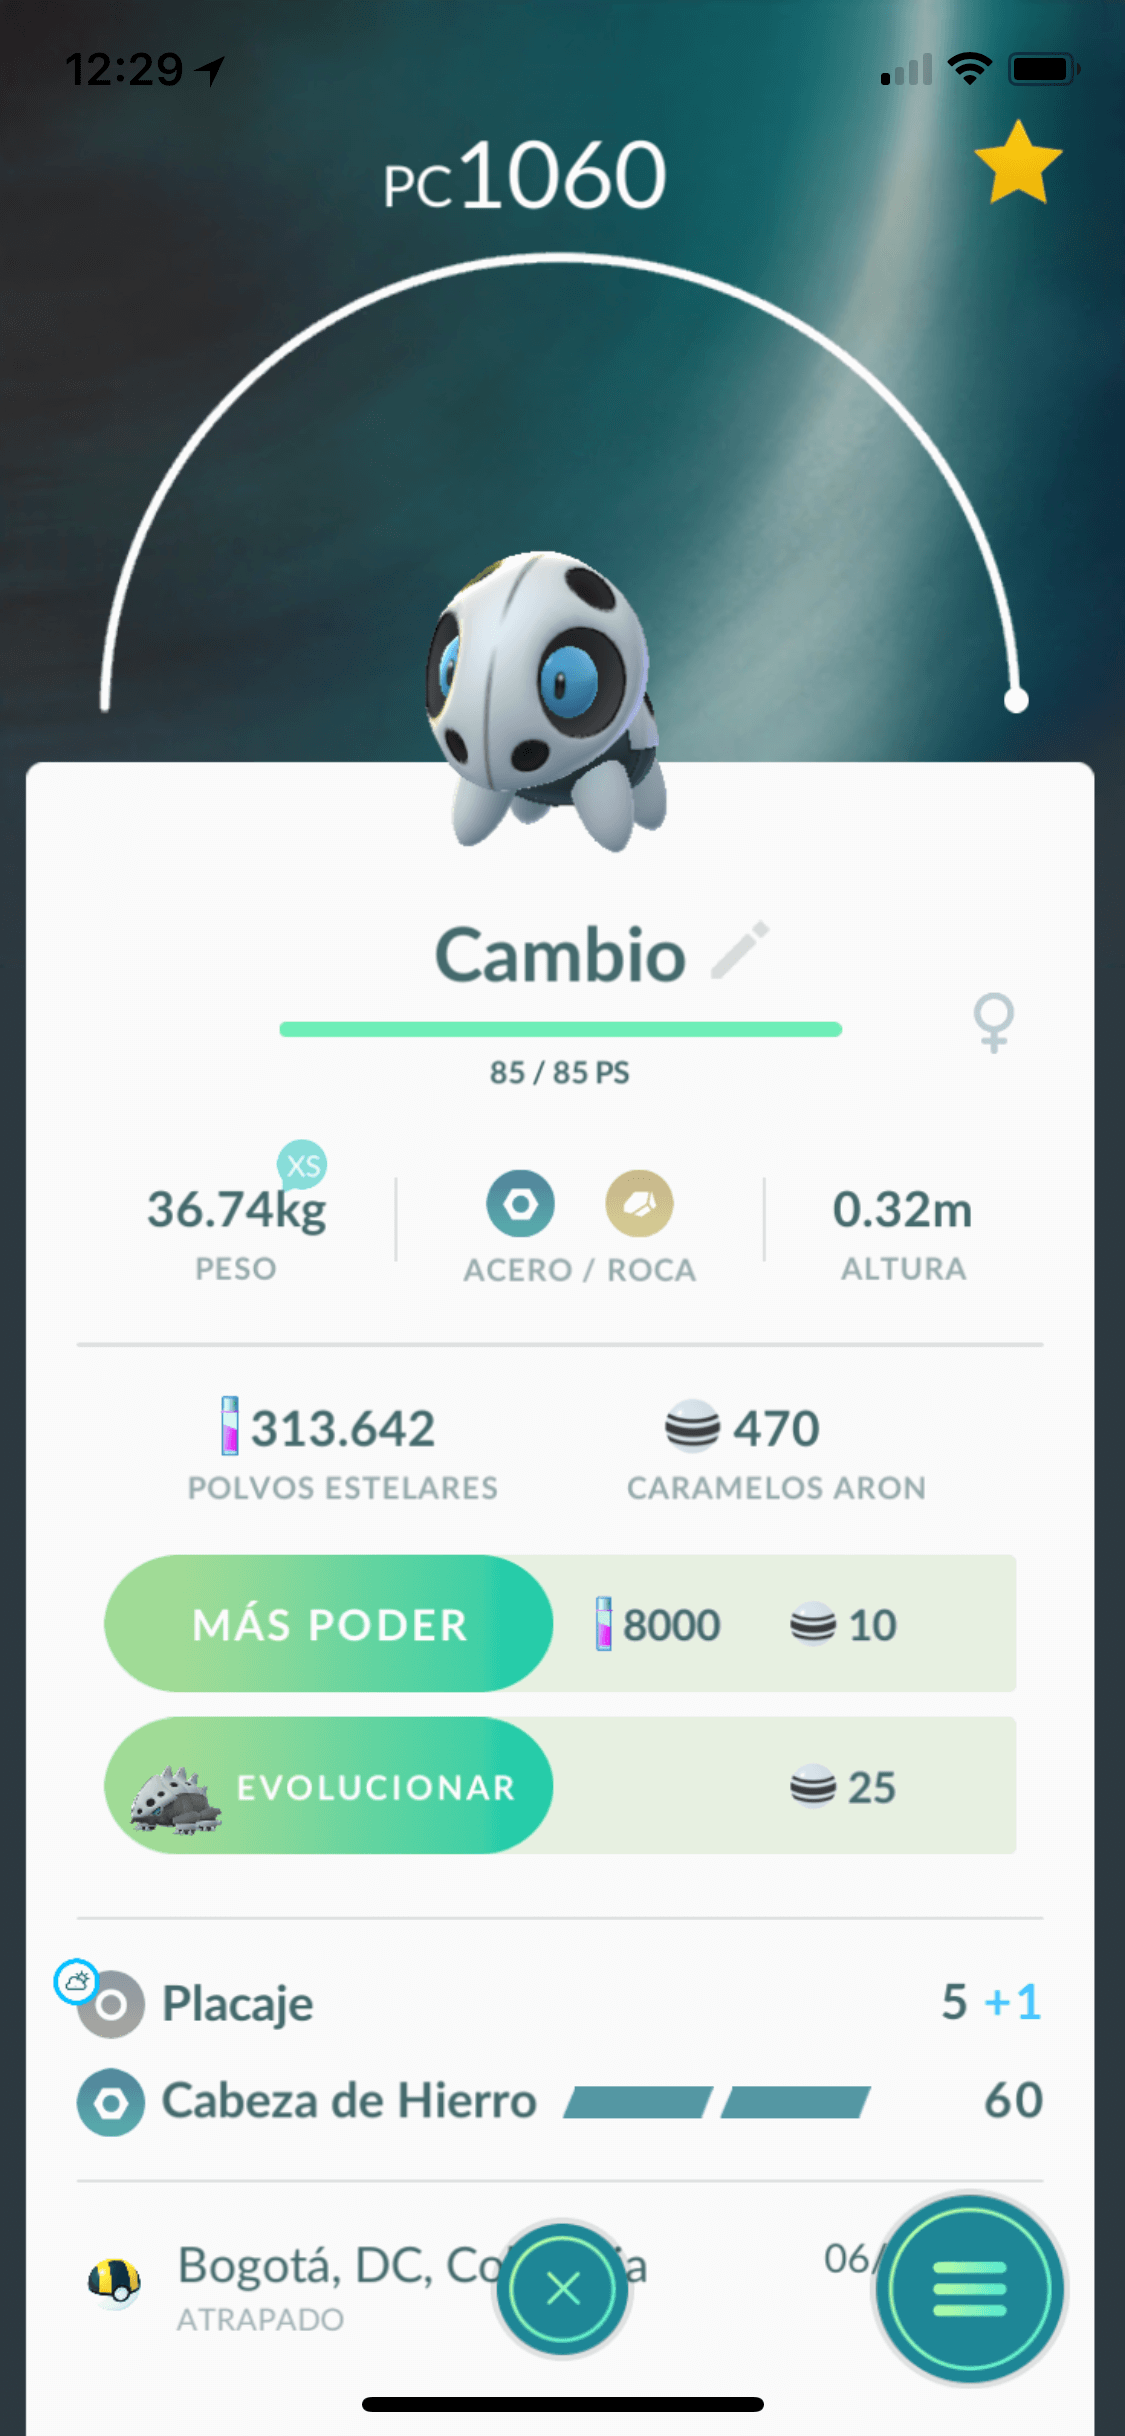 12:29
PC1060
Cambio
85 / 85 PS
XS
36.74kg
PESO
ACERO / ROCA
0.32m
ALTURA
313.642
POLVOS ESTELARES
470
CARAMELOS ARON
MÁS PODER 8000 10
EVOLUCIONAR 25
Placaje 5 +1
Cabeza de Hierro 60
Bogotá, DC,
06/
ATRAPADO